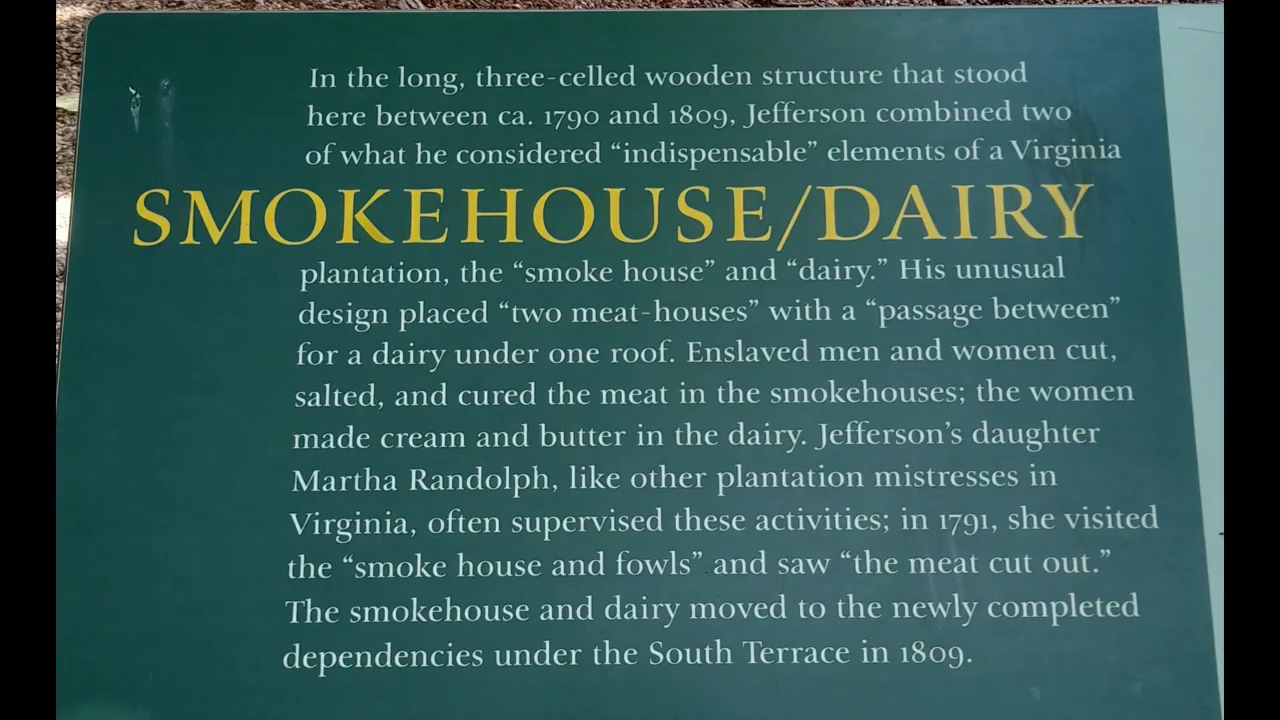 In the long, three-celled wooden structure that stood
here between ca. 1790 and 1809, Jefferson combined two
of what he considered “indispensable” elements of a Virginia
SMOKEHOUSE/DAIRY
plantation, the “smoke house” and “dairy.” His unusual
design placed “two meat-houses” with a “passage between”
for a dairy under one roof. Enslaved men and women cut,
salted, and cured the meat in the smokehouses; the women
made cream and butter in the dairy. Jefferson’s daughter
Martha Randolph, like other plantation mistresses in
Virginia, often supervised these activities; in 1791, she visited
the “smoke house and fowls” and saw “the meat cut out.”
The smokehouse and dairy moved to the newly completed
dependencies under the South Terrace in 1809.